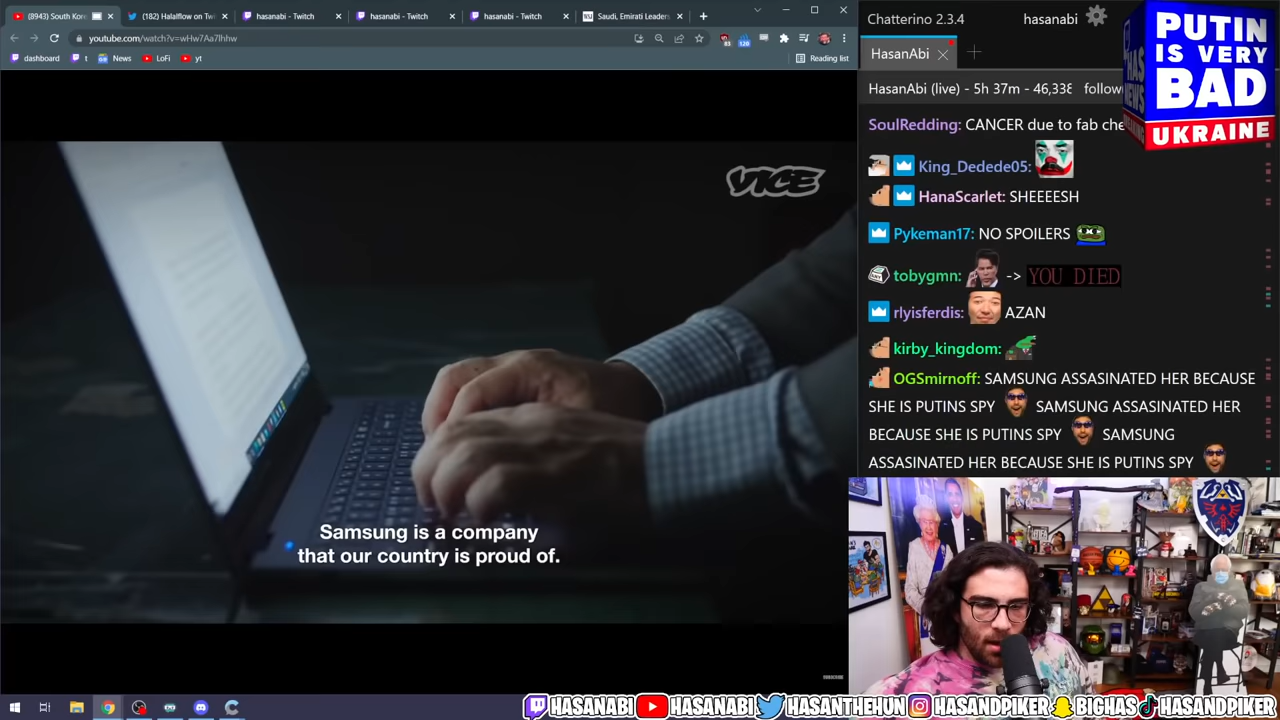 (8943) South Kore
(182) Halalflow on Tw
hasanabi - Twitch
hasanabi - Twitch
hasanabi - Twitch
Saudi, Emirati Leaders
youtube.com/watch?v=wHw7Aa7lhhw
dashboard
t
News
LoFi
yt
Reading list
VICE
Samsung is a company
that our country is proud of.
Chatterino 2.3.4
hasanabi
HasanAbi
HasanAbi (live) - 5h 37m - 46,338
follow
PUTIN
IS VERY
BAD
UKRAINE
HAS
NEWS
SoulRedding: CANCER due to fab che
King_Dedede05:
HanaScarlet: SHEEEESH
Pykeman17: NO SPOILERS
tobygmn: -> YOU DIED
rlyisferdis: AZAN
kirby_kingdom:
OGSmirnoff: SAMSUNG ASSASINATED HER BECAUSE
SHE IS PUTINS SPY SAMSUNG ASSASINATED HER
BECAUSE SHE IS PUTINS SPY SAMSUNG
ASSASINATED HER BECAUSE SHE IS PUTINS SPY
HASANABI HASANABI HASANTHEHUN HASANDPIKER BIGHAS HASANDPIKER